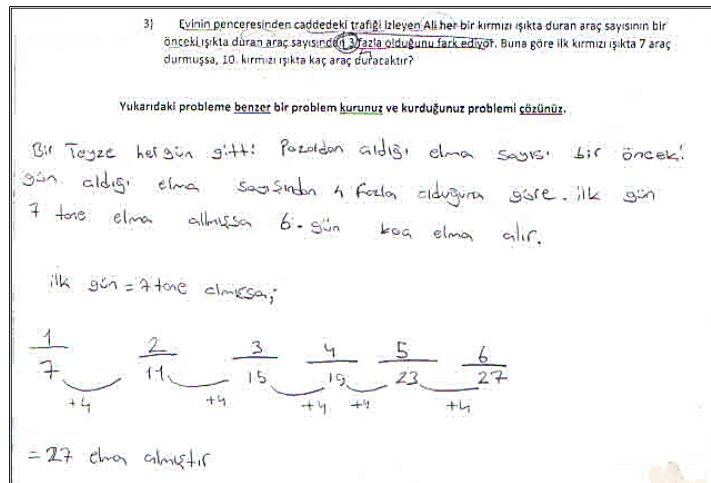 3) Evinin penceresinden caddedeki trafiği izleyen Ali her bir kırmızı ışıkta duran araç sayısının bir
önceki ışıkta duran araç sayısından 3 fazla olduğunu fark ediyor. Buna göre ilk kırmızı ışıkta 7 araç
durmuşsa, 10. kırmızı ışıkta kaç araç duracaktır?
Yukarıdaki probleme benzer bir problem kurunuz ve kurduğunuz problemi çözünüz.
Bir Teyze her gün gitti Pazardan aldığı elma sayısı bir önceki
gün aldığı elma sayısından 4 fazla olduğuna göre. ilk gün
7 tane elma almışsa 6. gün kaç elma alır.
ilk gün = 7 tane almışsa;
1 2 3 4 5 6
7 11 15 19 23 27
+4 +4 +4 +4 +4
= 27 elma almıştır